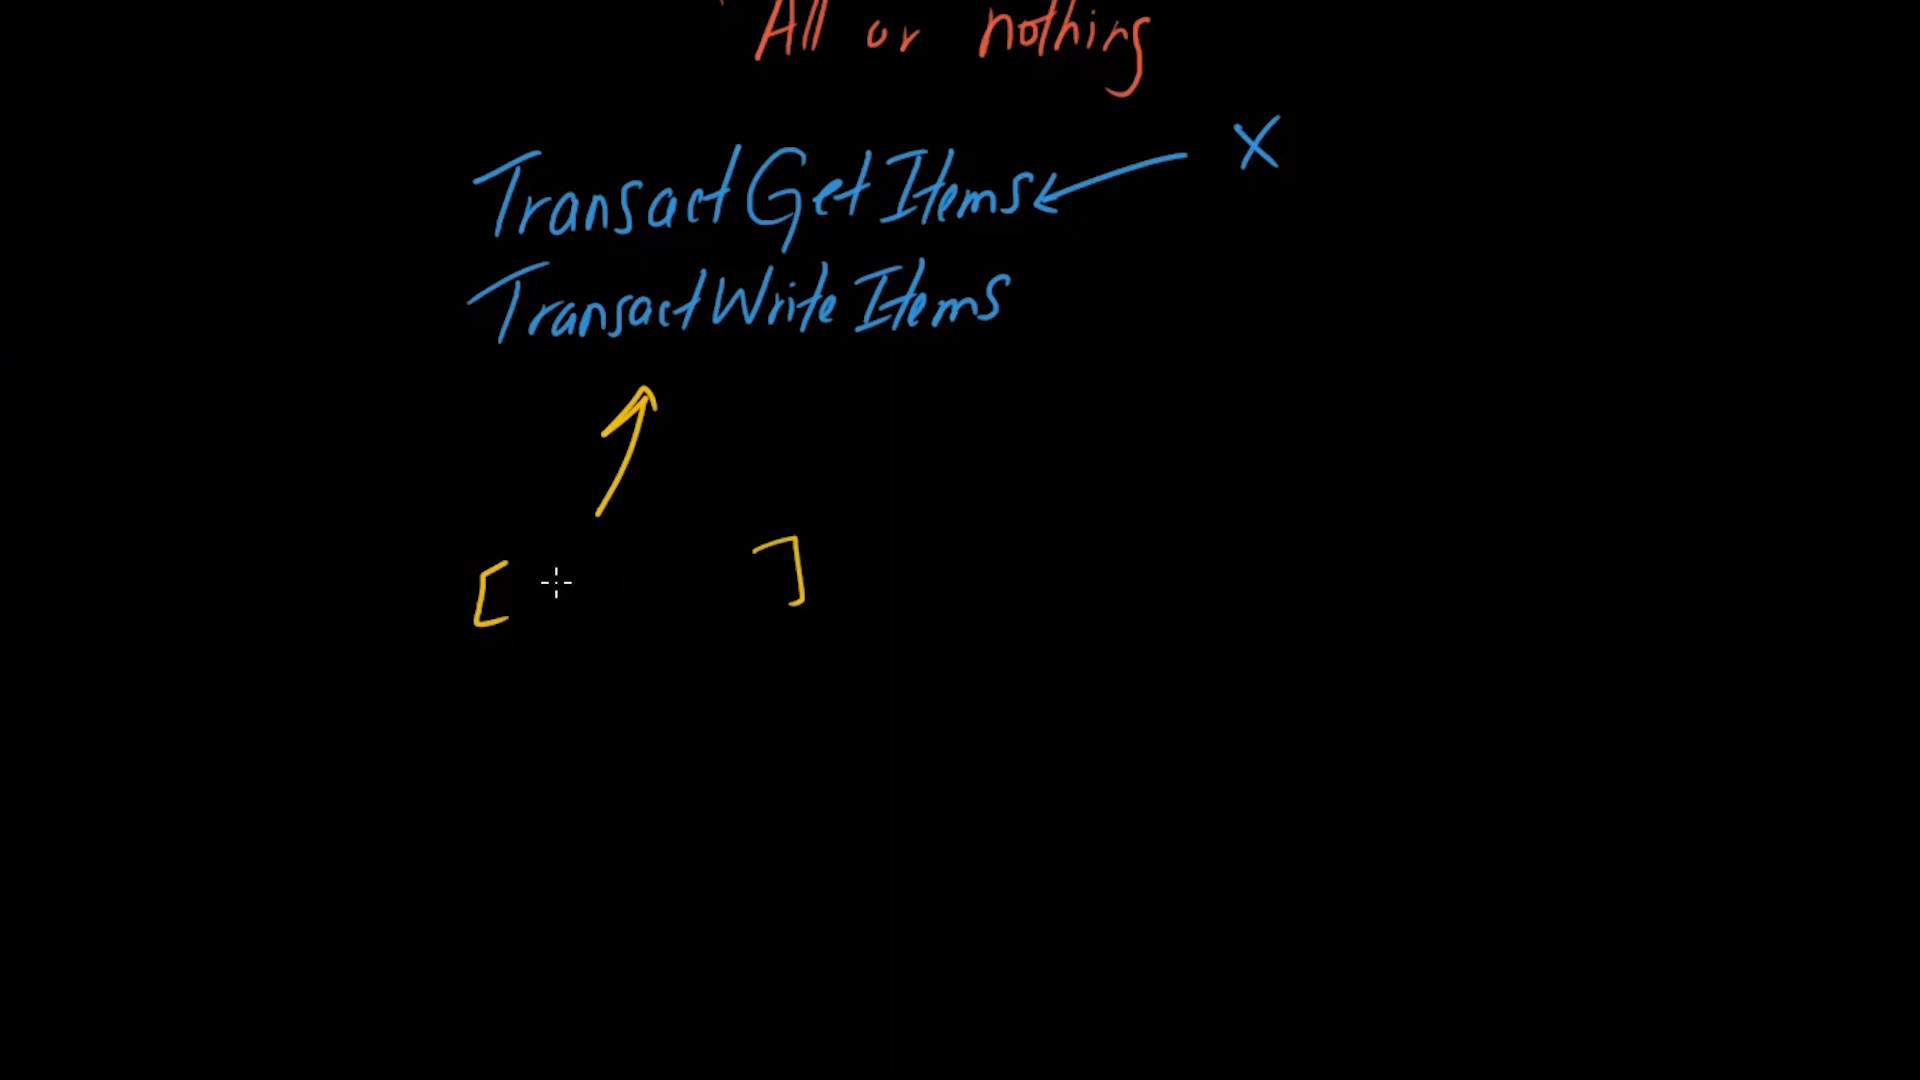 All or nothing
TransactGetItems X
TransactWriteItems
[ ]